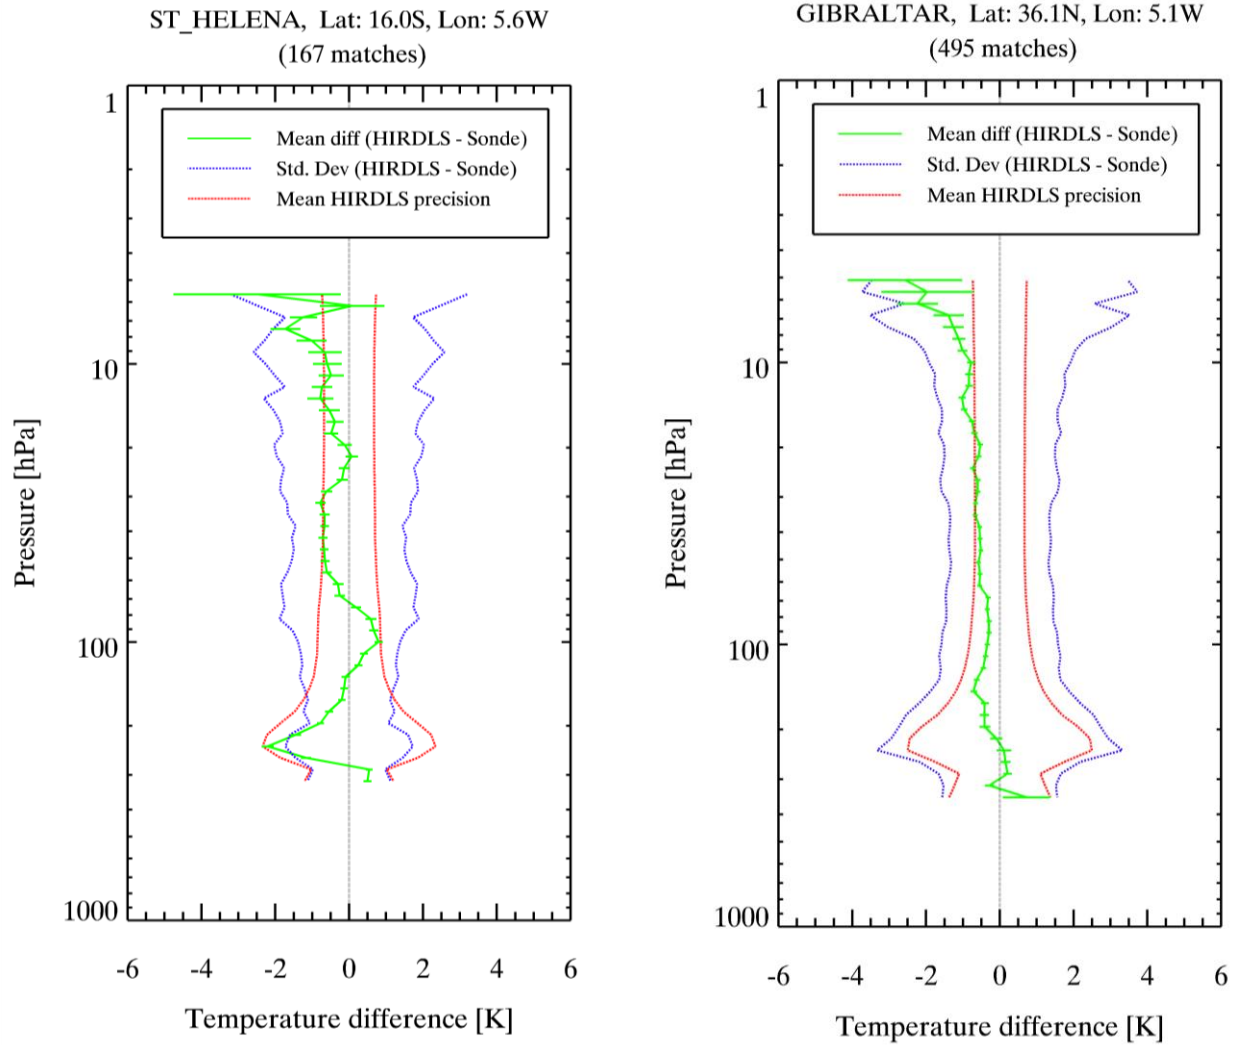 ST_HELENA, Lat: 16.0S, Lon: 5.6W
(167 matches)
1
Mean diff (HIRDLS - Sonde)
Std. Dev (HIRDLS - Sonde)
Mean HIRDLS precision
10
100
1000
Pressure [hPa]
-6 -4 -2 0 2 4 6
Temperature difference [K]
GIBRALTAR, Lat: 36.1N, Lon: 5.1W
(495 matches)
1
Mean diff (HIRDLS - Sonde)
Std. Dev (HIRDLS - Sonde)
Mean HIRDLS precision
10
100
1000
Pressure [hPa]
-6 -4 -2 0 2 4 6
Temperature difference [K]